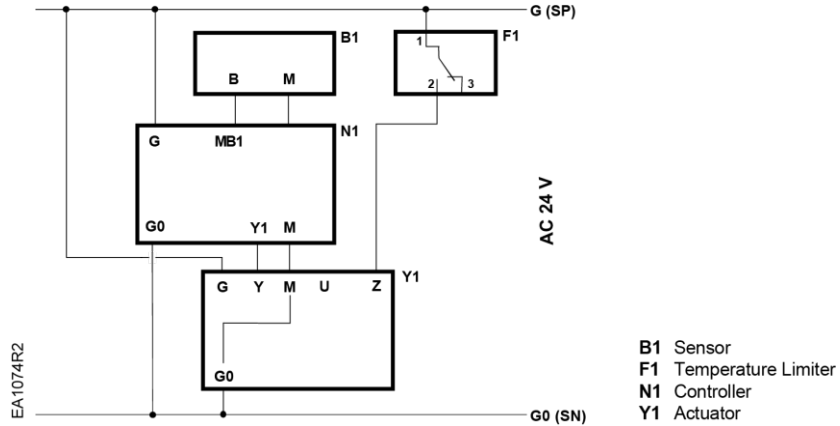 G (SP)
B1
F1
1
B M
2 3
N1
G MB1
G0 Y1 M
AC 24 V
Y1
G Y M U Z
G0
EA1074R2
G0 (SN)
B1 Sensor
F1 Temperature Limiter
N1 Controller
Y1 Actuator